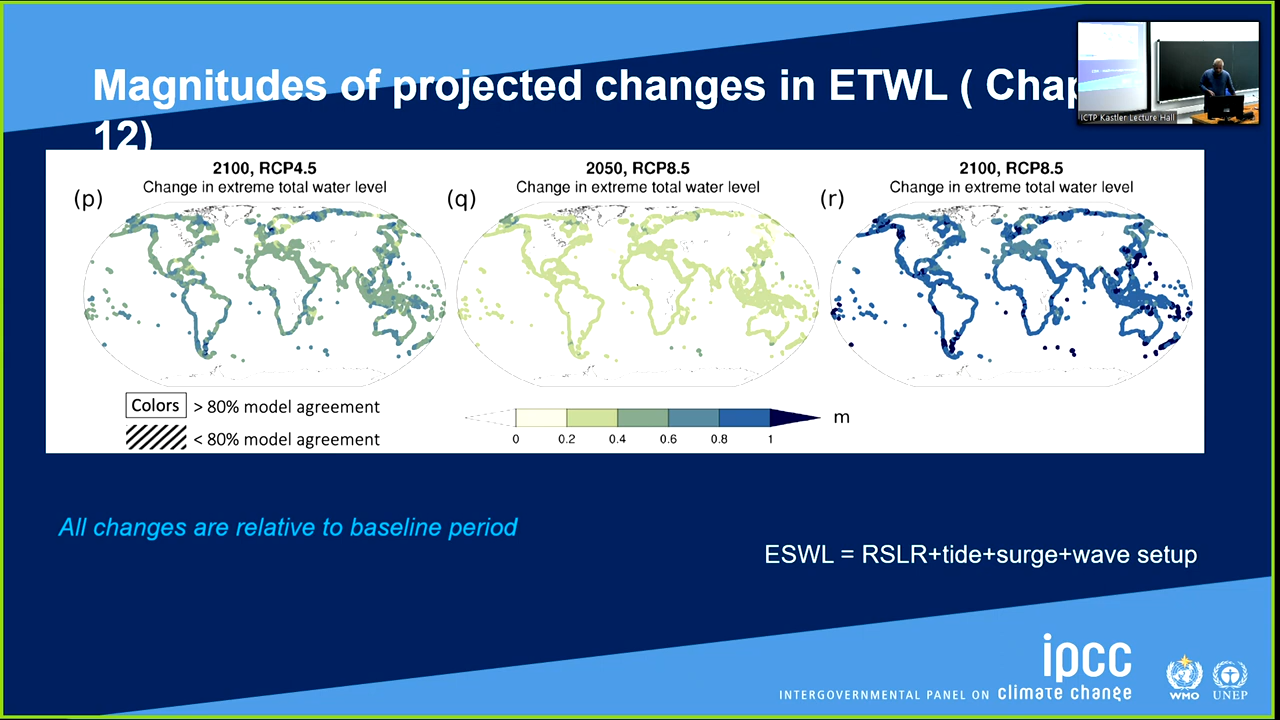 Magnitudes of projected changes in ETWL ( Chap
12)
ICTP Kastler Lecture Hall
2100, RCP4.5
Change in extreme total water level
(p)
2050, RCP8.5
Change in extreme total water level
(q)
2100, RCP8.5
Change in extreme total water level
(r)
Colors > 80% model agreement
< 80% model agreement
m
0 0.2 0.4 0.6 0.8 1
All changes are relative to baseline period
ESWL = RSLR+tide+surge+wave setup
ipcc
INTERGOVERNMENTAL PANEL ON climate change
WMO UNEP